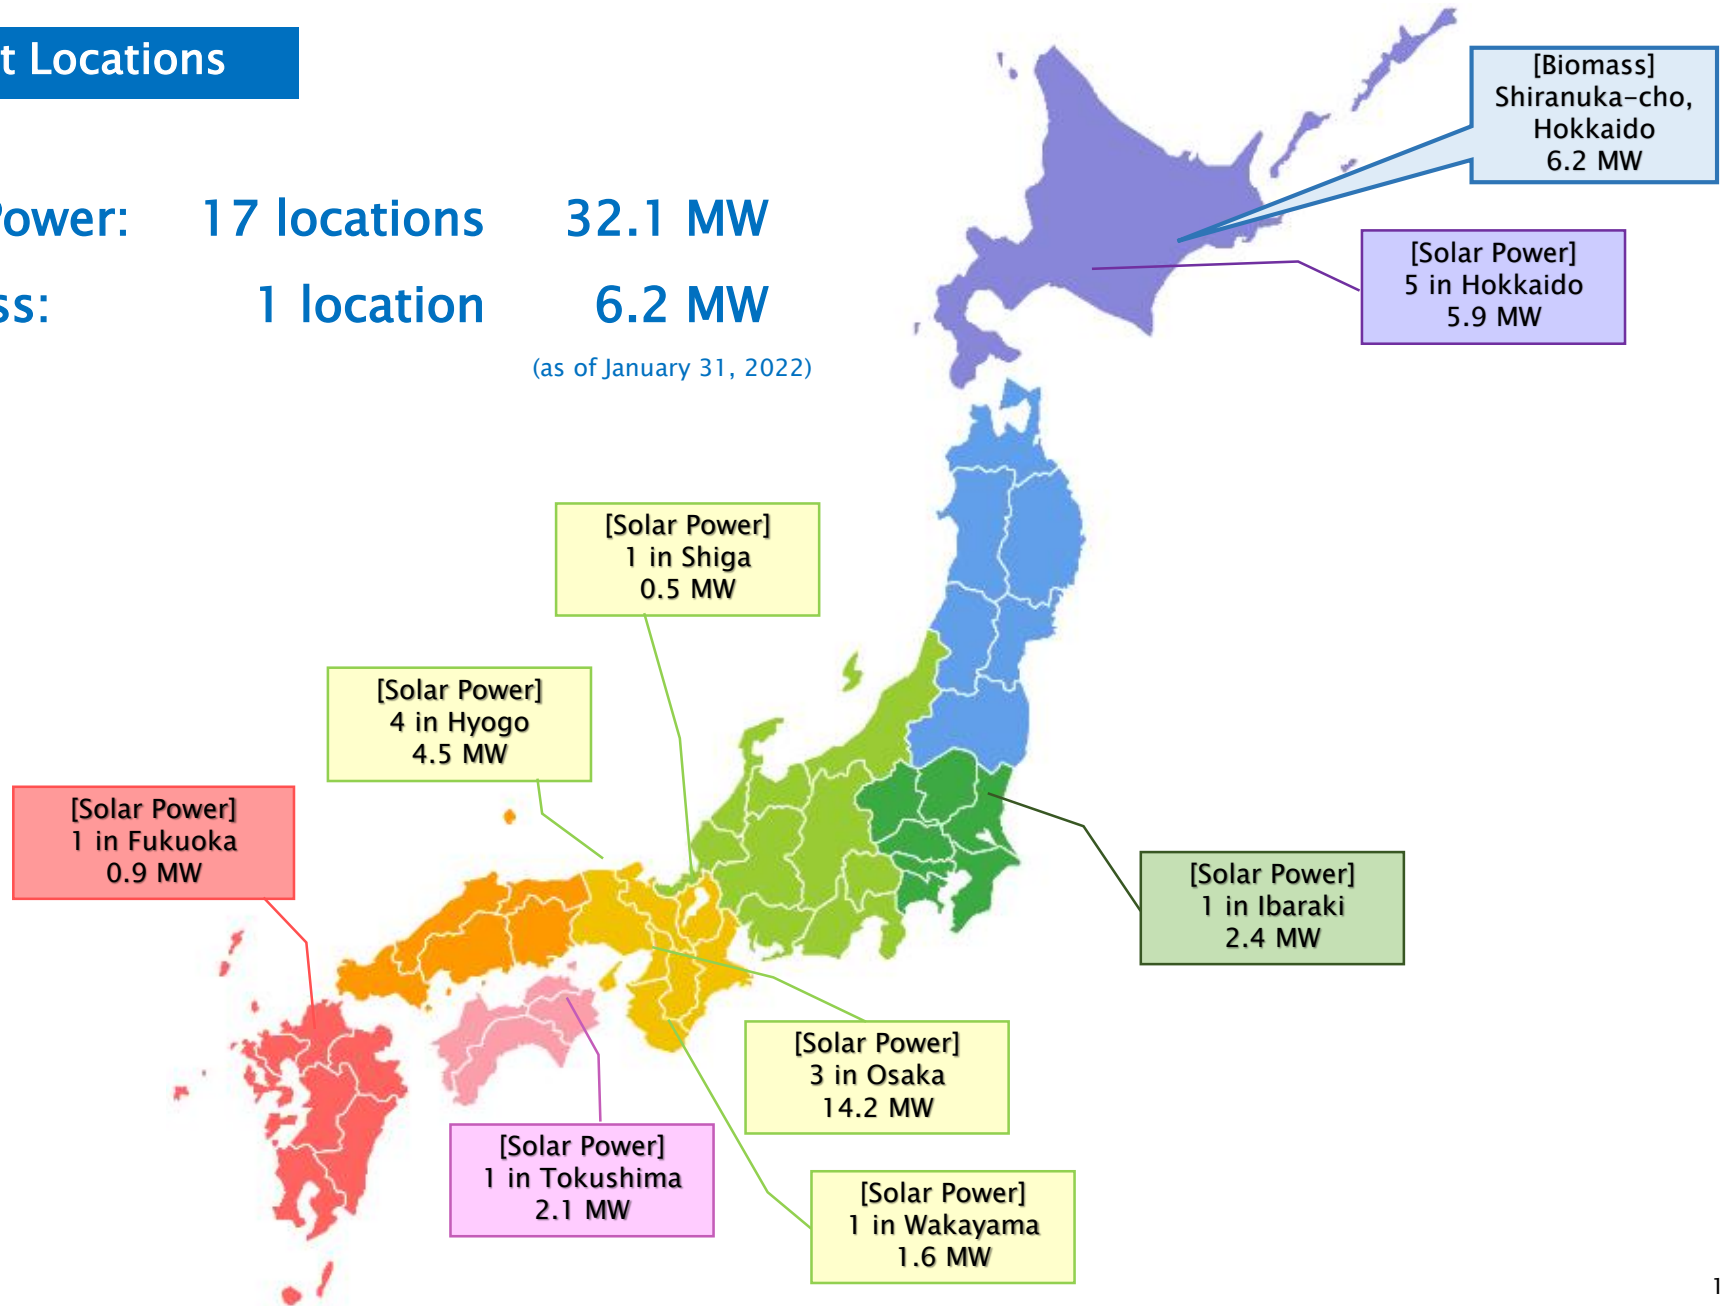 t Locations
Power: 17 locations 32.1 MW
ss: 1 location 6.2 MW
(as of January 31, 2022)
[Biomass]
Shiranuka-cho,
Hokkaido
6.2 MW
[Solar Power]
5 in Hokkaido
5.9 MW
[Solar Power]
1 in Shiga
0.5 MW
[Solar Power]
4 in Hyogo
4.5 MW
[Solar Power]
1 in Fukuoka
0.9 MW
[Solar Power]
1 in Ibaraki
2.4 MW
[Solar Power]
3 in Osaka
14.2 MW
[Solar Power]
1 in Tokushima
2.1 MW
[Solar Power]
1 in Wakayama
1.6 MW
1